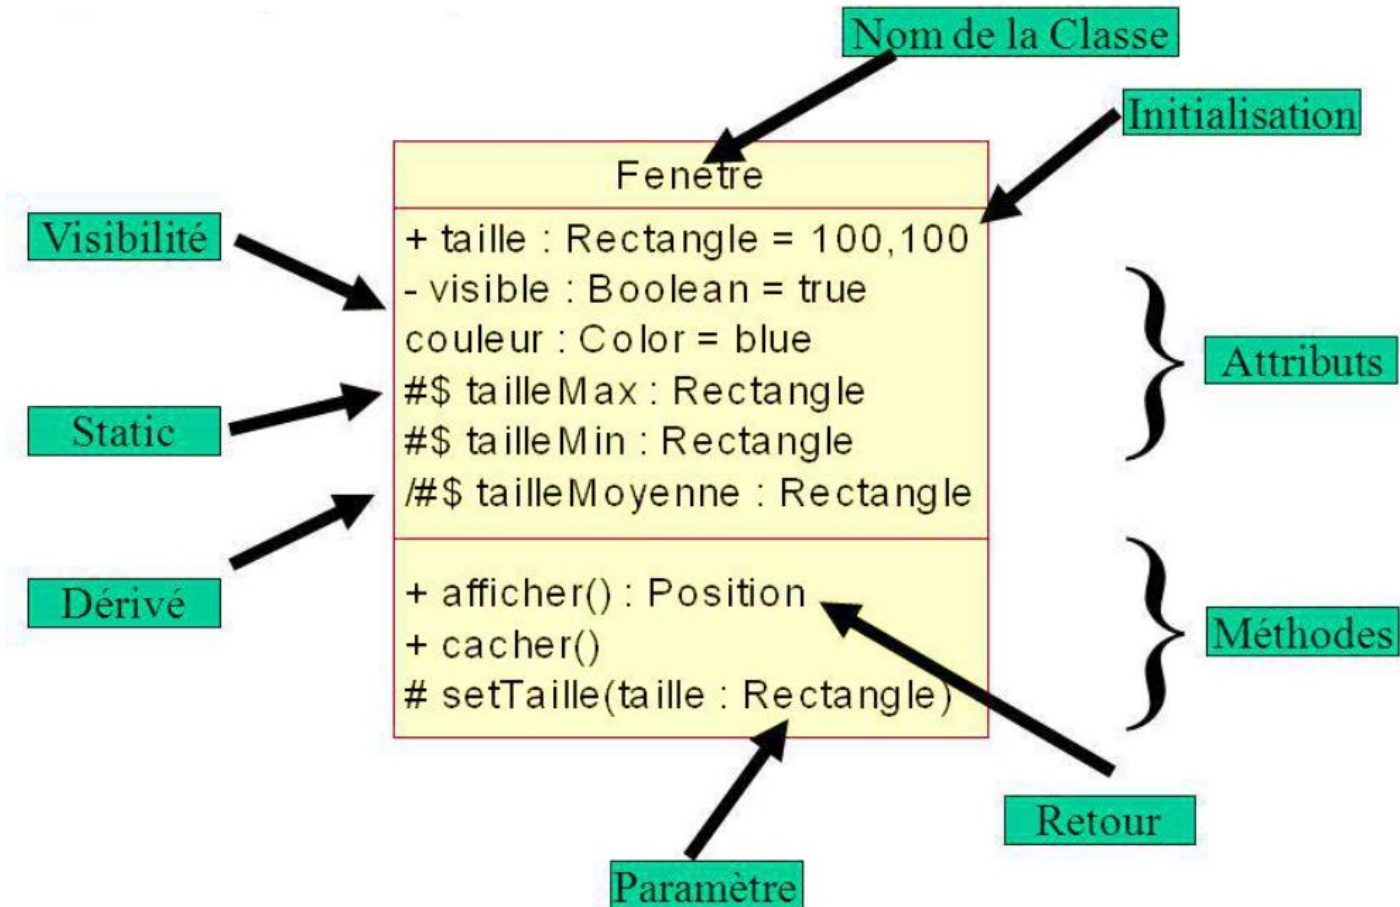 Nom de la Classe
Initialisation
Fenetre
Visibilité
+ taille : Rectangle = 100,100
- visible : Boolean = true
couleur : Color = blue
#$ tailleMax : Rectangle
#$ tailleMin : Rectangle
/#$ tailleMoyenne : Rectangle
Attributs
Static
Dérivé
+ afficher() : Position
+ cacher()
# setTaille(taille : Rectangle)
Méthodes
Retour
Paramètre